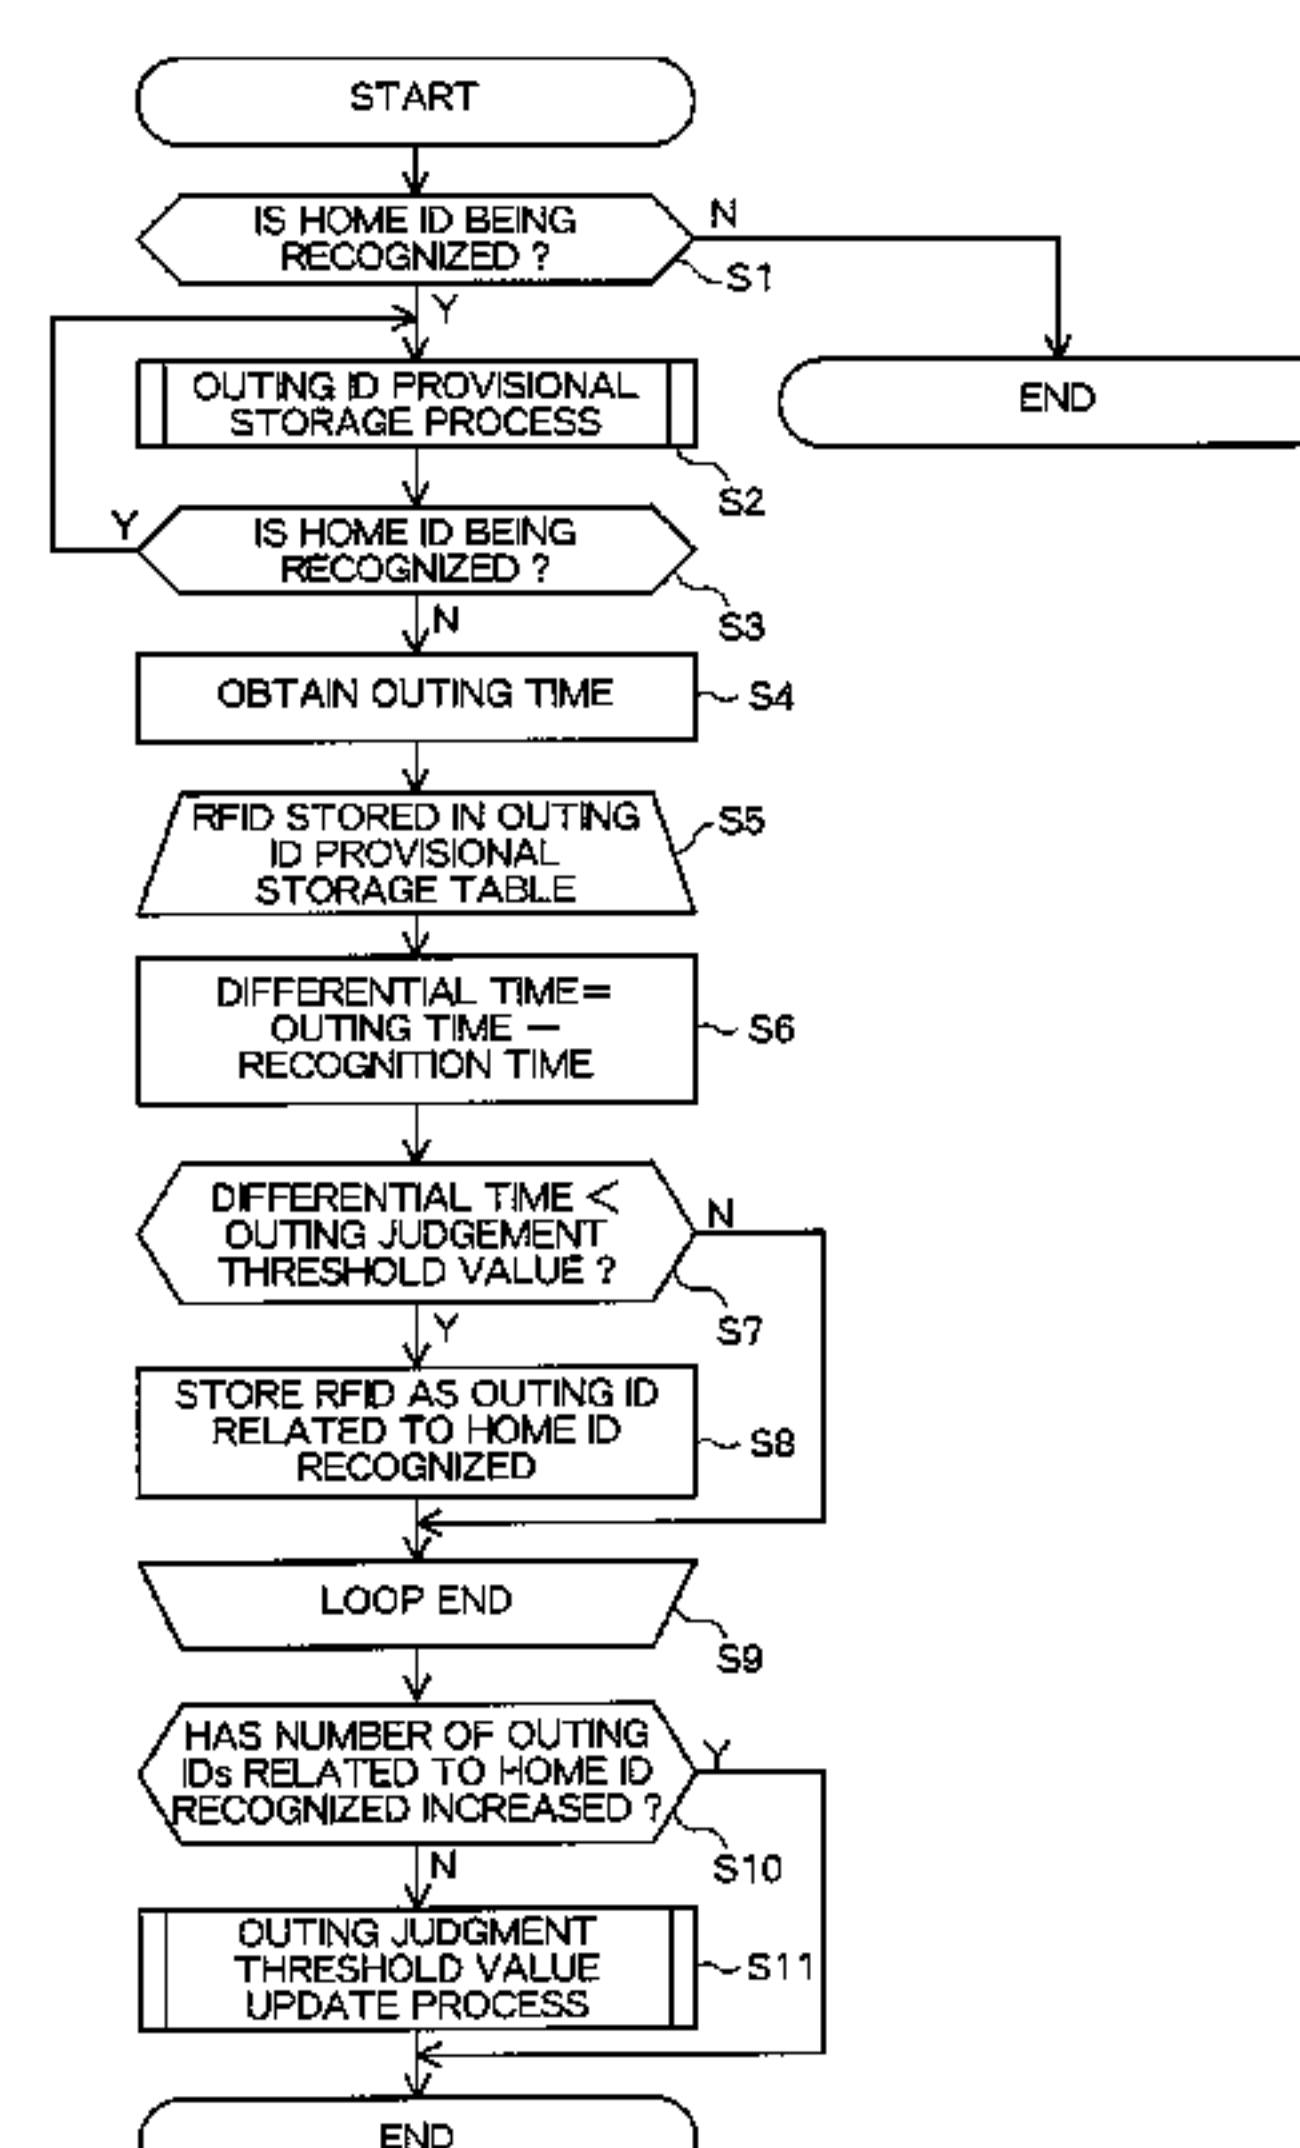 START
IS HOME ID BEING
RECOGNIZED ?
N
S1
Y
OUTING ID PROVISIONAL
STORAGE PROCESS
END
S2
Y
IS HOME ID BEING
RECOGNIZED ?
S3
N
OBTAIN OUTING TIME
S4
RFID STORED IN OUTING
ID PROVISIONAL
STORAGE TABLE
S5
DIFFERENTIAL TIME=
OUTING TIME –
RECOGNITION TIME
S6
DIFFERENTIAL TIME <
OUTING JUDGEMENT
THRESHOLD VALUE ?
N
S7
Y
STORE RFID AS OUTING ID
RELATED TO HOME ID
RECOGNIZED
S8
LOOP END
S9
HAS NUMBER OF OUTING
IDs RELATED TO HOME ID
RECOGNIZED INCREASED ?
Y
S10
N
OUTING JUDGMENT
THRESHOLD VALUE
UPDATE PROCESS
S11
END